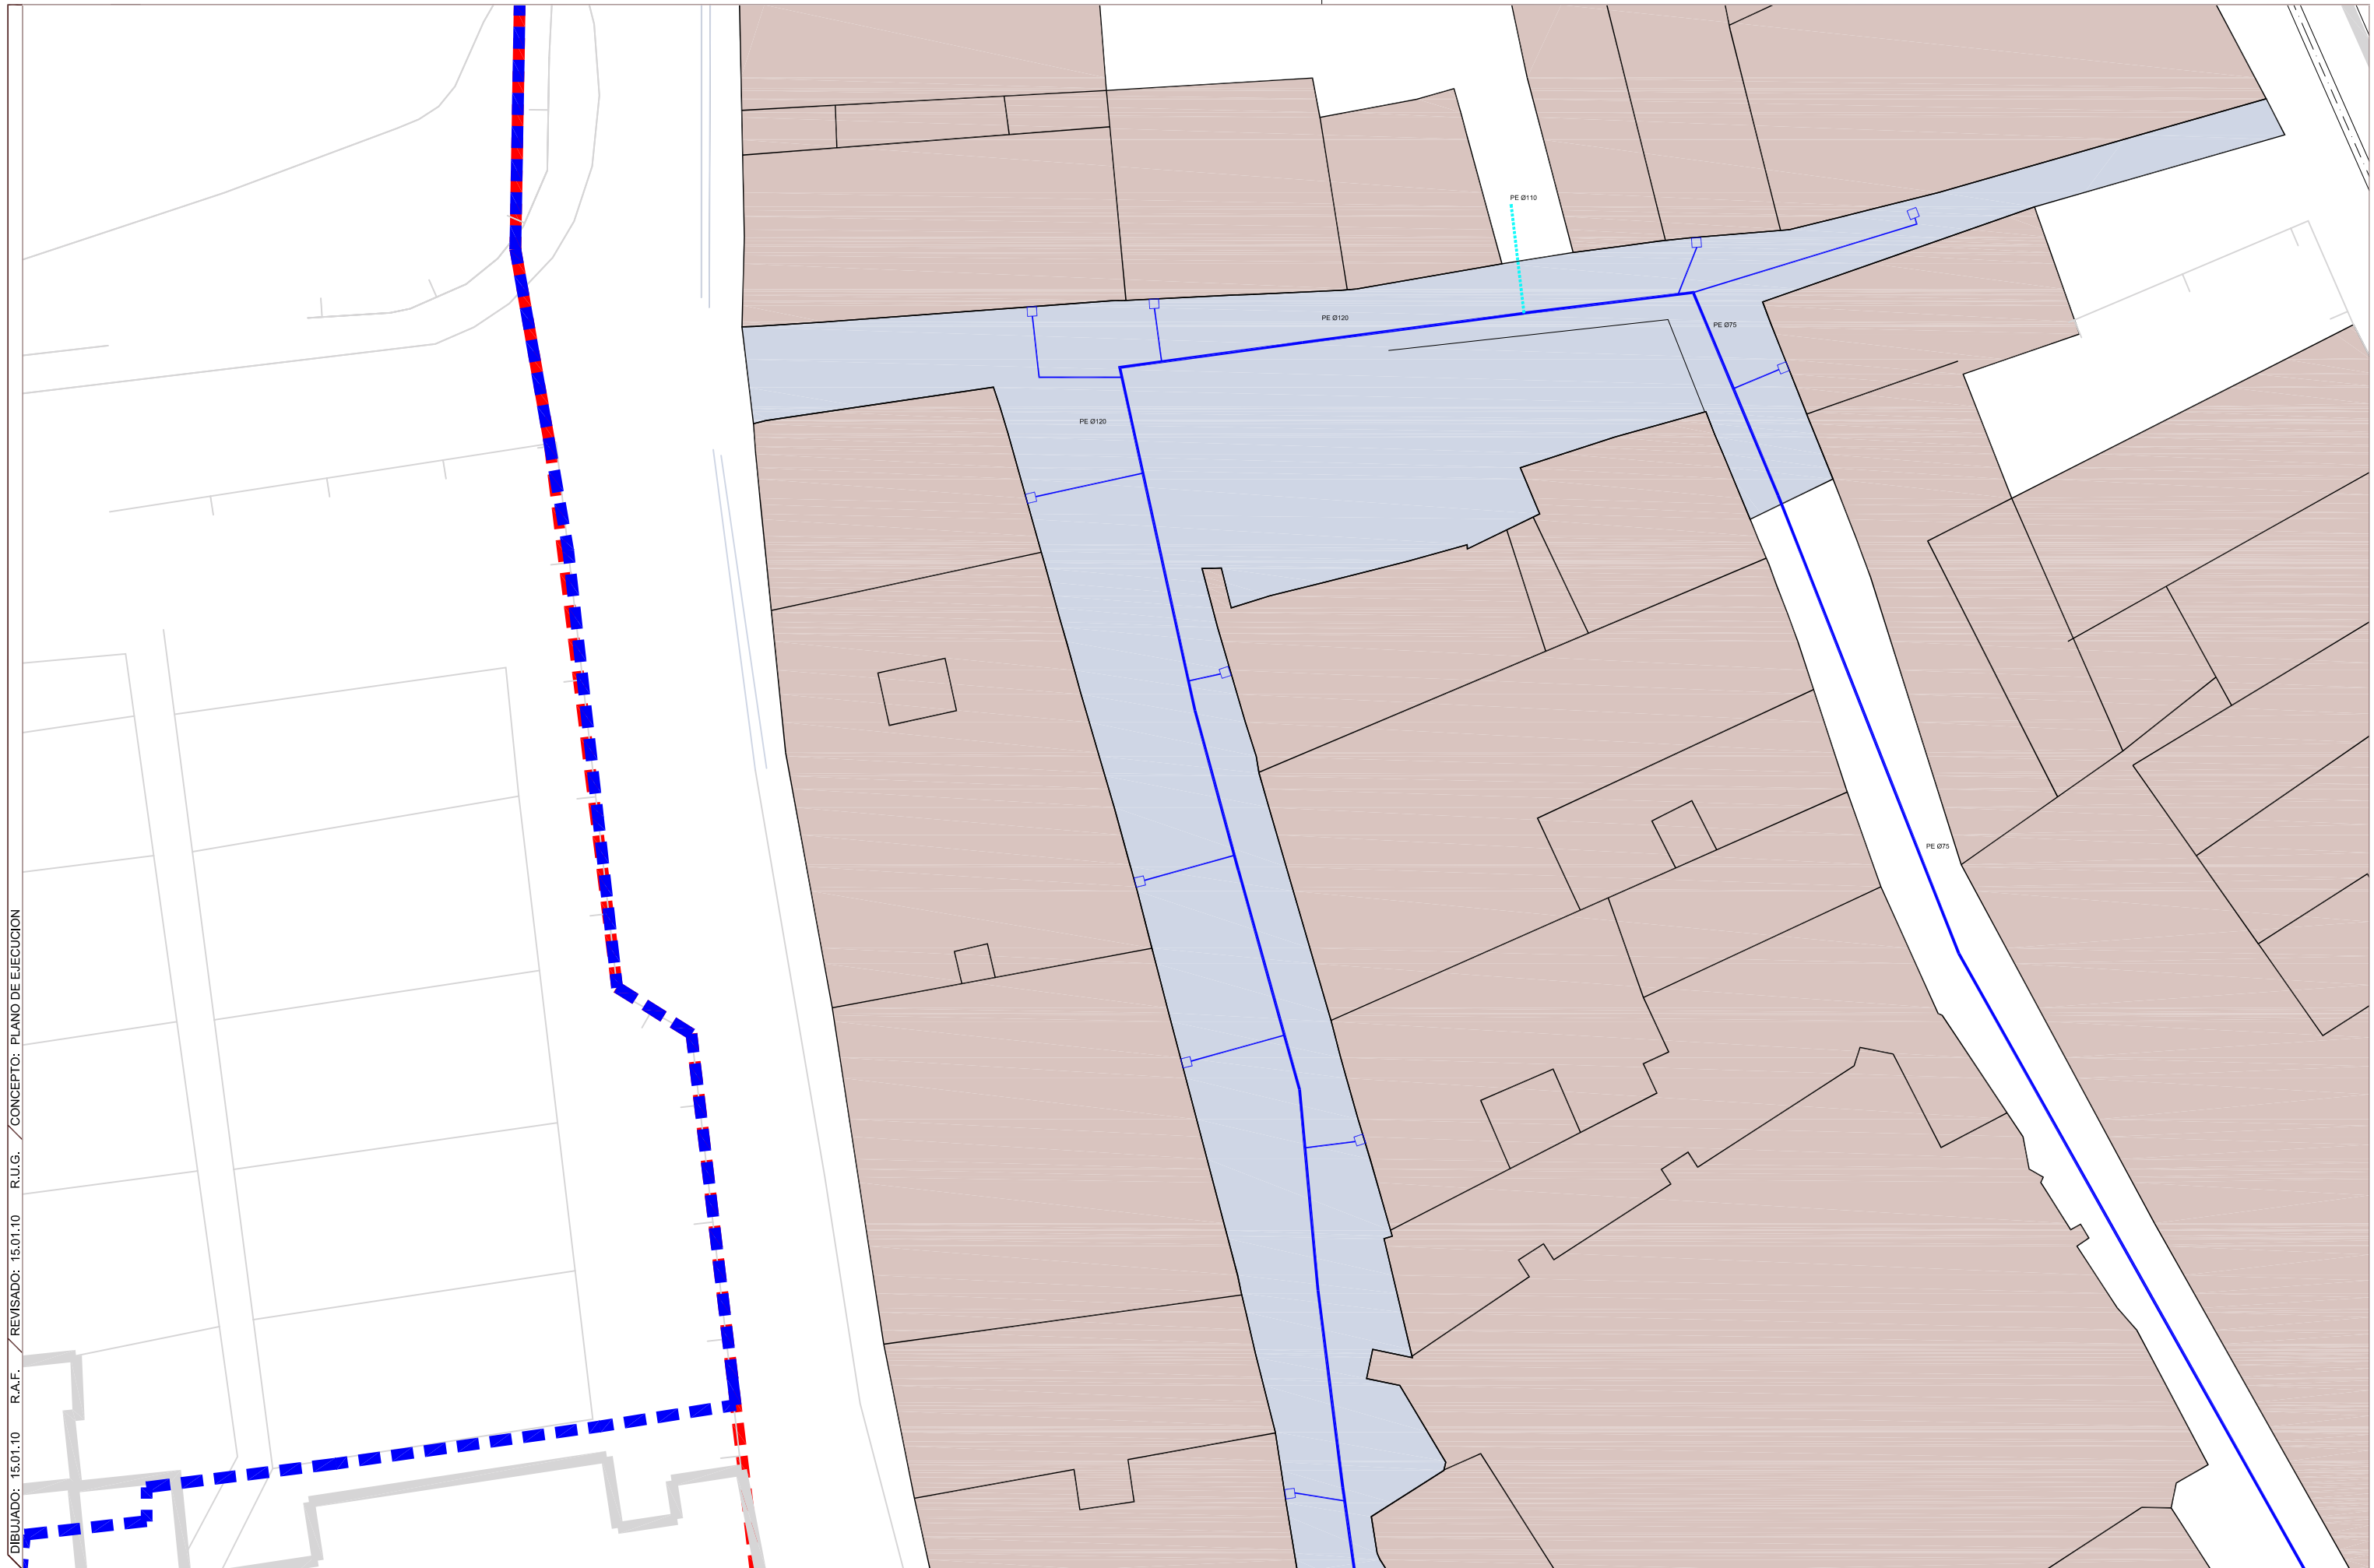 PE Ø110
PE Ø120
PE Ø75
PE Ø120
PE Ø75
DIBUJADO: 15.01.10 R.A.F. REVISADO: 15.01.10 R.U.G. CONCEPTO: PLANO DE EJECUCION